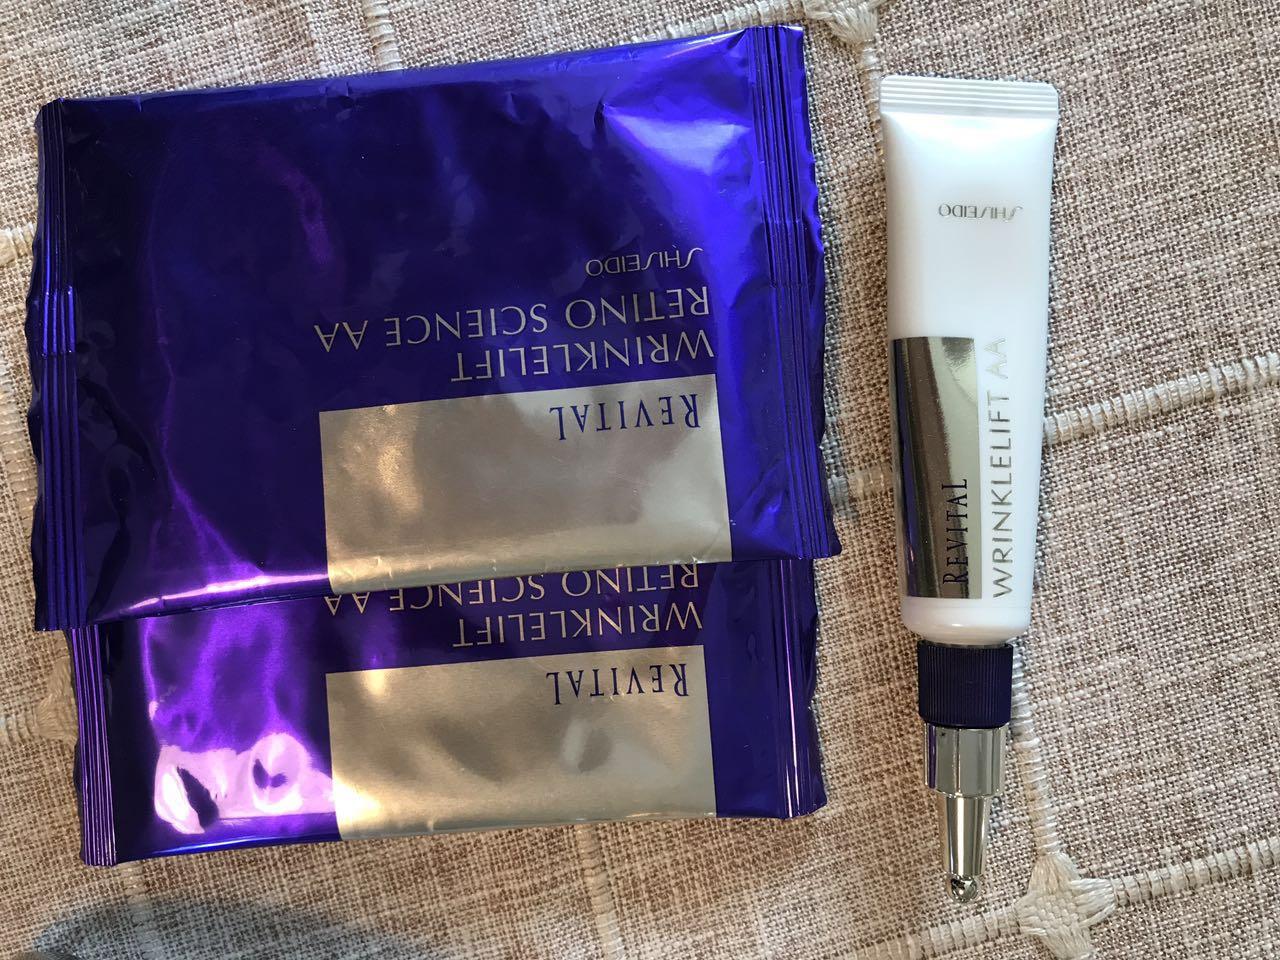 REVITAL
WRINKLELIFT
RETINO SCIENCE AA
SHISEIDO
REVITAL
WRINKLELIFT
RETINO SCIENCE AA
SHISEIDO
REVITAL
WRINKLELIFT AA